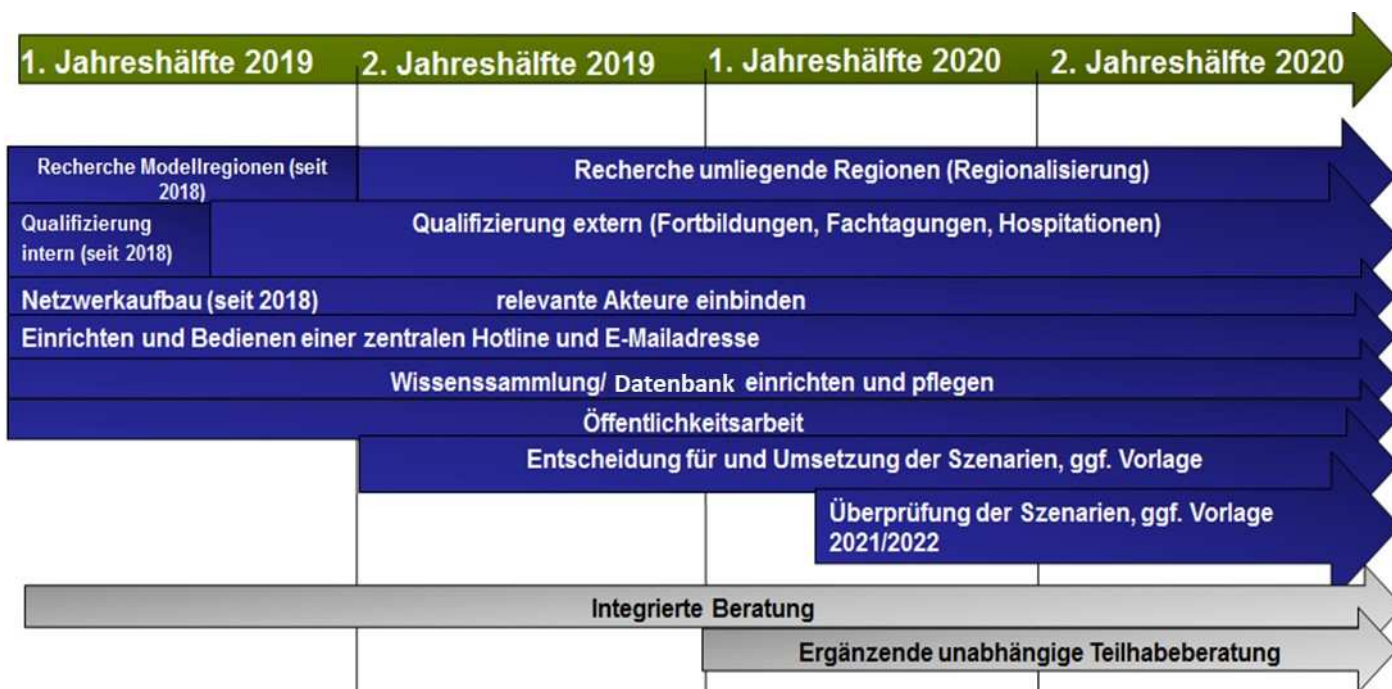 1. Jahreshälfte 2019
2. Jahreshälfte 2019
1. Jahreshälfte 2020
2. Jahreshälfte 2020
Recherche Modellregionen (seit
2018)
Recherche umliegende Regionen (Regionalisierung)
Qualifizierung
intern (seit 2018)
Qualifizierung extern (Fortbildungen, Fachtagungen, Hospitationen)
Netzwerkaufbau (seit 2018)
relevante Akteure einbinden
Einrichten und Bedienen einer zentralen Hotline und E-Mailadresse
Wissenssammlung/ Datenbank einrichten und pflegen
Öffentlichkeitsarbeit
Entscheidung für und Umsetzung der Szenarien, ggf. Vorlage
Überprüfung der Szenarien, ggf. Vorlage
2021/2022
Integrierte Beratung
Ergänzende unabhängige Teilhabeberatung